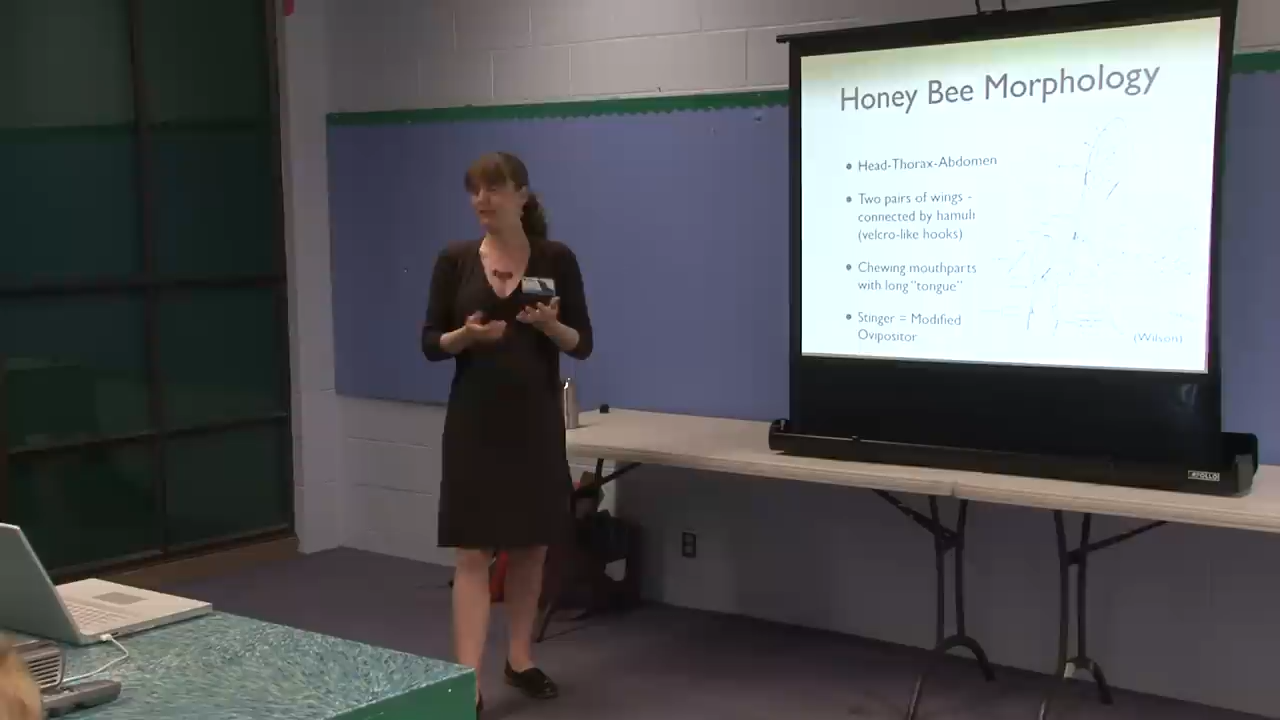 Honey Bee Morphology
• Head-Thorax-Abdomen
• Two pairs of wings -
connected by hamuli
(velcro-like hooks)
• Chewing mouthparts
with long "tongue"
• Stinger = Modified
Ovipositor
(Wilson)
APOLLO